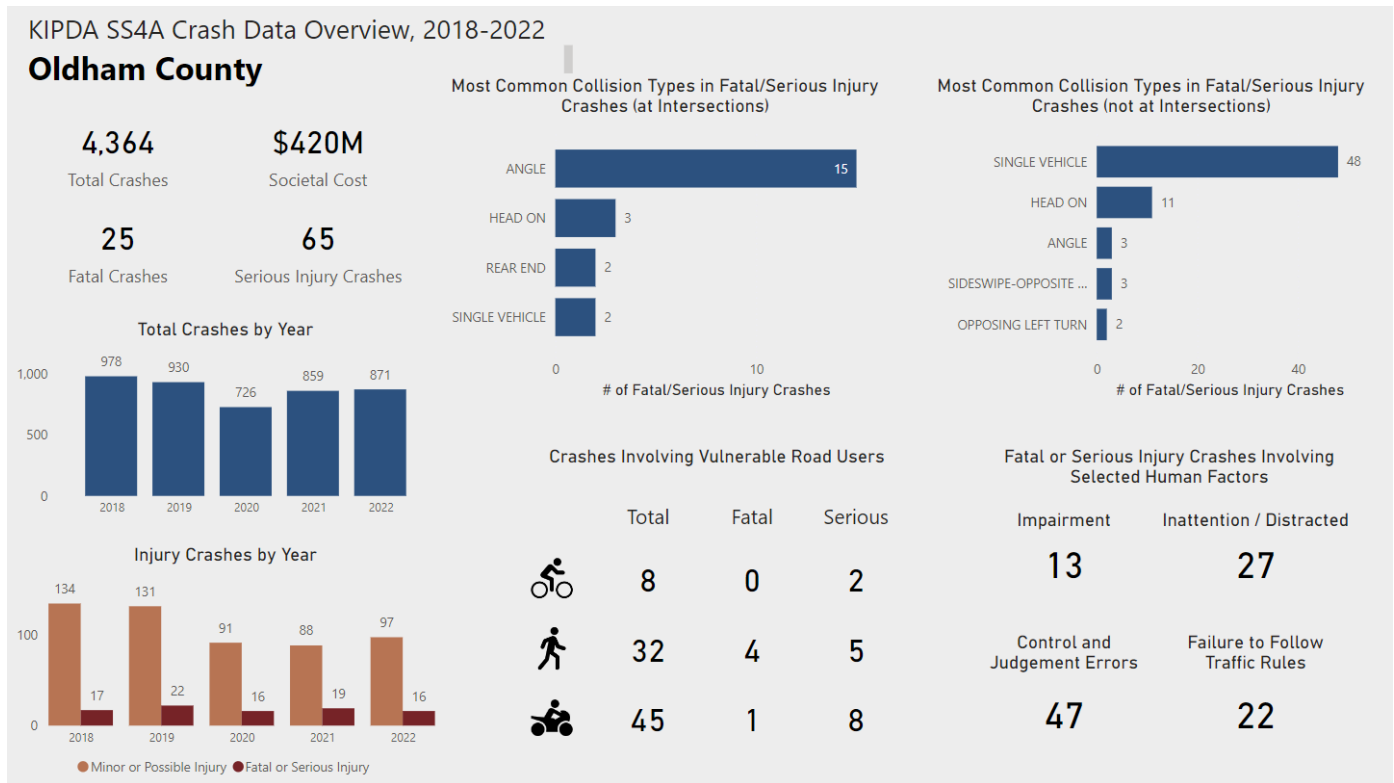 KIPDA SS4A Crash Data Overview, 2018-2022
Oldham County
4,364
Total Crashes
$420M
Societal Cost
25
Fatal Crashes
65
Serious Injury Crashes
Total Crashes by Year
1,000
500
0
978
930
726
859
871
2018
2019
2020
2021
2022
Injury Crashes by Year
100
0
134
17
131
22
91
16
88
19
97
16
2018
2019
2020
2021
2022
Minor or Possible Injury
Fatal or Serious Injury
Most Common Collision Types in Fatal/Serious Injury
Crashes (at Intersections)
ANGLE 15
HEAD ON 3
REAR END 2
SINGLE VEHICLE 2
0 10
# of Fatal/Serious Injury Crashes
Most Common Collision Types in Fatal/Serious Injury
Crashes (not at Intersections)
SINGLE VEHICLE 48
HEAD ON 11
ANGLE 3
SIDESWIPE-OPPOSITE ... 3
OPPOSING LEFT TURN 2
0 20 40
# of Fatal/Serious Injury Crashes
Crashes Involving Vulnerable Road Users
Total Fatal Serious
8 0 2
32 4 5
45 1 8
Fatal or Serious Injury Crashes Involving
Selected Human Factors
Impairment
13
Inattention / Distracted
27
Control and
Judgement Errors
47
Failure to Follow
Traffic Rules
22